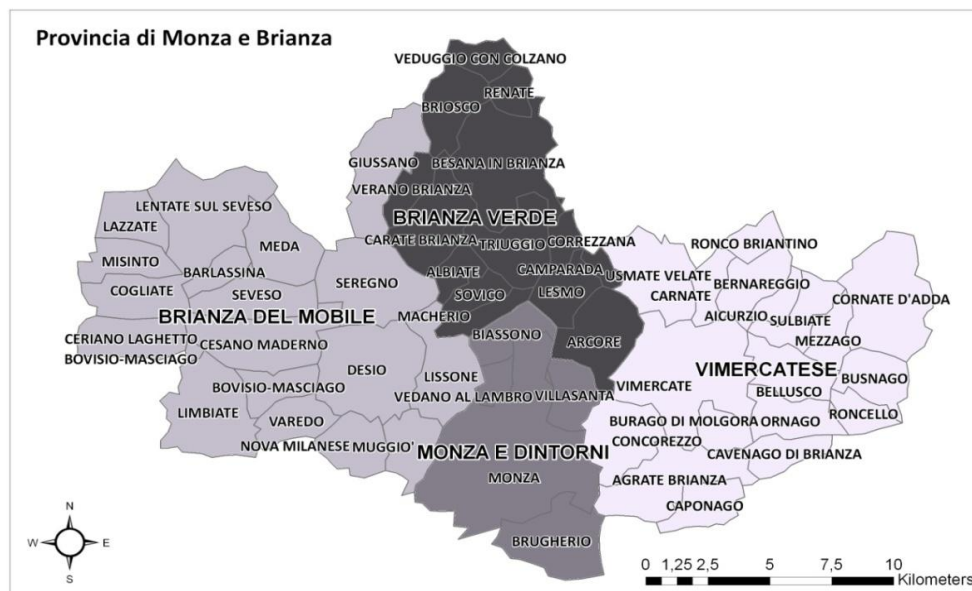 Provincia di Monza e Brianza
VEDUGGIO CON COLZANO
RENATE
BRIOSCO
GIUSSANO
BESANA IN BRIANZA
VERANO BRIANZA
LENTATE SUL SEVESO
BRIANZA VERDE
LAZZATE
CARATE BRIANZA
TRIUGGIO
CORREZZANA
RONCO BRIANTINO
MEDA
MISINTO
BARLASSINA
ALBIATE
CAMPARADA
USMATE VELATE
SEREGNO
BERNAREGGIO
COGLIATE
SEVESO
SOVICO
LESMO
CARNATE
CORNATE D'ADDA
BRIANZA DEL MOBILE
MACHERIO
AICURZIO
SULBIATE
BIASSONO
CERIANO LAGHETTO
CESANO MADERNO
ARCORE
MEZZAGO
BOVISIO-MASCIAGO
DESIO
LISSONE
VIMERCATESE
BUSNAGO
BOVISIO-MASCIAGO
VIMERCATE
BELLUSCO
VEDANO AL LAMBRO
VILLASANTA
LIMBIATE
VAREDO
BURAGO DI MOLGORA
ORNAGO
RONCELLO
NOVA MILANESE
MUGGIO'
CONCOREZZO
MONZA E DINTORNI
CAVENAGO DI BRIANZA
MONZA
AGRATE BRIANZA
CAPONAGO
BRUGHERIO
N
W
E
S
0 1,25 2,5 5 7,5 10
Kilometers